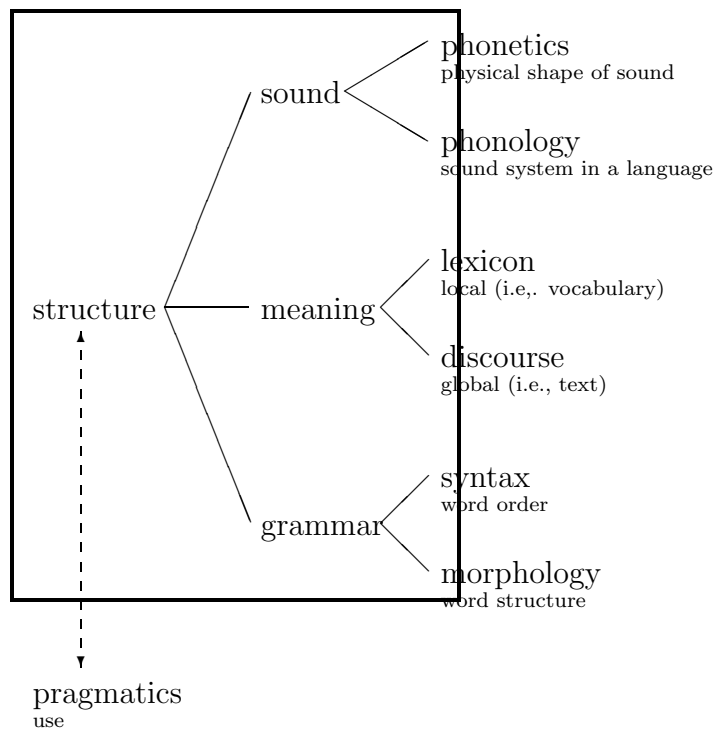 phonetics
physical shape of sound
sound
phonology
sound system in a language
lexicon
local (i.e,. vocabulary)
structure
meaning
discourse
global (i.e., text)
syntax
word order
grammar
morphology
word structure
pragmatics
use